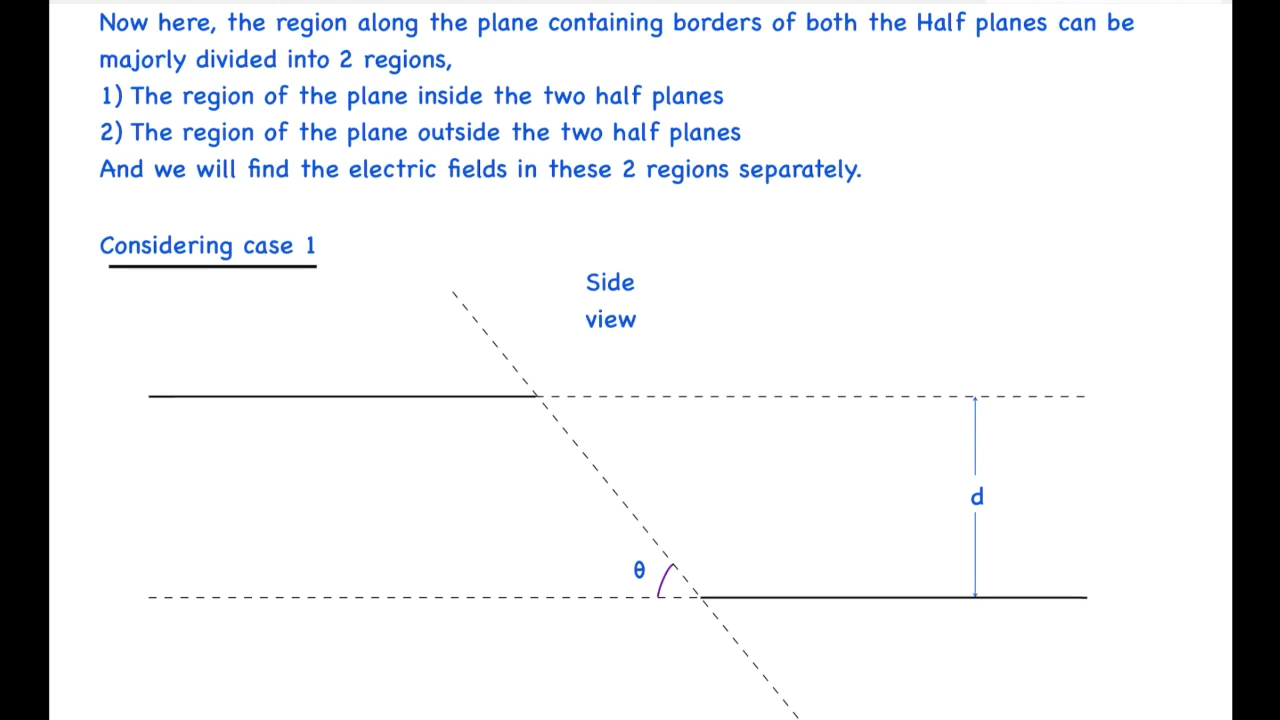 Now here, the region along the plane containing borders of both the Half planes can be
majorly divided into 2 regions,
1) The region of the plane inside the two half planes
2) The region of the plane outside the two half planes
And we will find the electric fields in these 2 regions separately.
Considering case 1
Side
view
d
θ